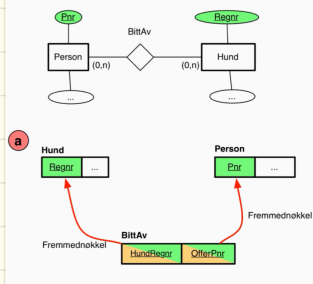 Pnr
Regnr
BittAv
Person
(0,n)
(0,n)
Hund
...
...
a
Hund
Person
Regnr
...
Pnr
...
Fremmednøkkel
Fremmednøkkel
BittAv
HundRegnr
OfferPnr